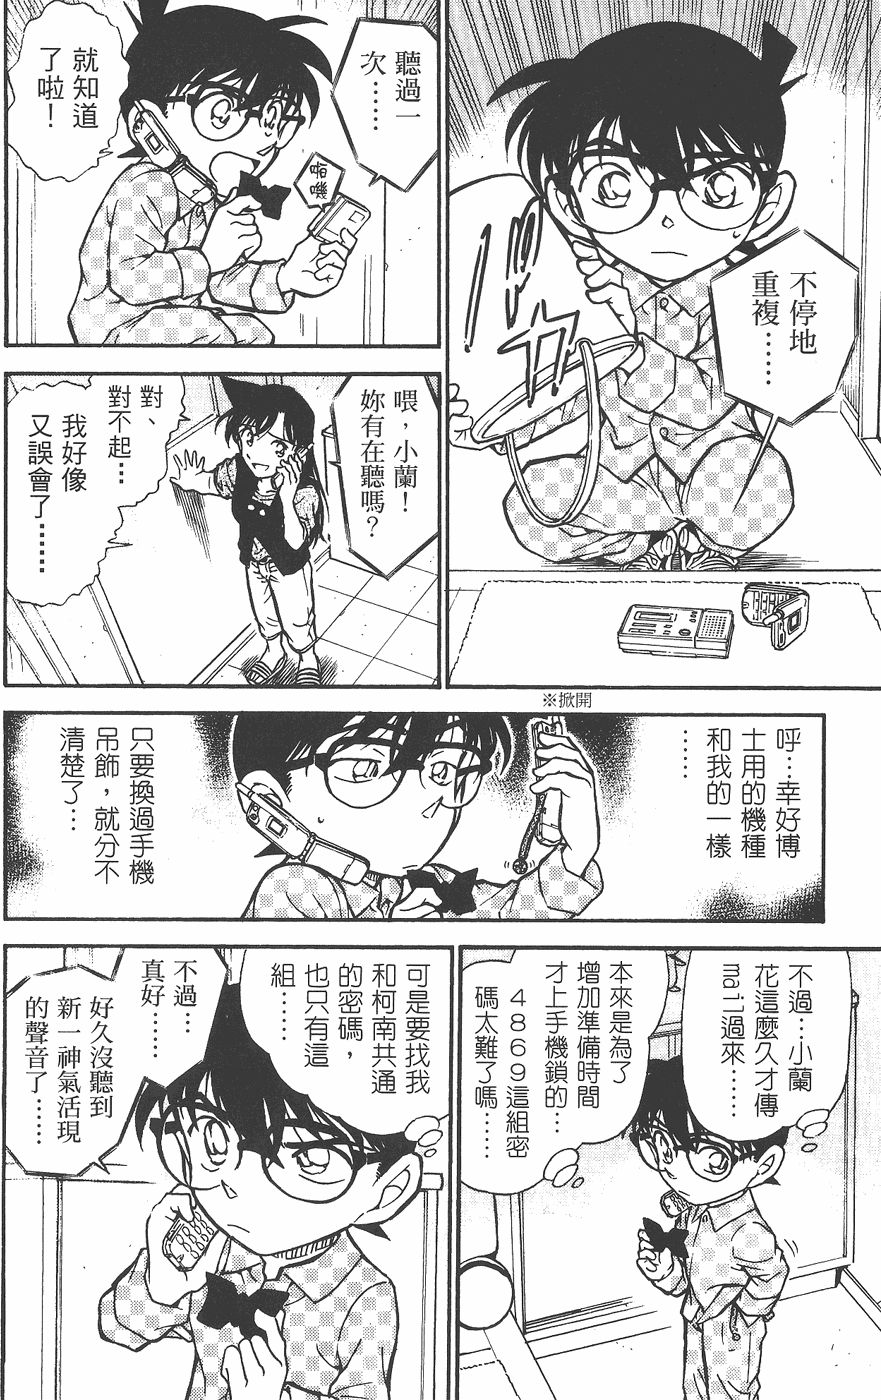 不停地
重複……
※掀開
聽過一
次……
嗶
就知道
了啦！
喂，小蘭！
妳有在聽嗎？
對、
對不起…
我好像
又誤會了……
呼…幸好博
士用的機種
和我的一樣
……
只要換過手機
吊飾，就分不
清楚了…
不過…小蘭
花這麼久才傳
mail過來……
本來是為了
增加準備時間
才上手機鎖的…
4869這組密
碼太難了嗎……
可是要找我
和柯南共通
的密碼，
也只有這
組……
不過…
真好……
好久沒聽到
新一神氣活現
的聲音了……